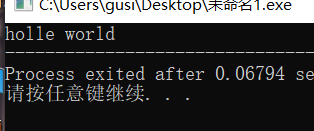 C:\Users\gusi\Desktop\未命名1.exe
holle world
--------------------------------
Process exited after 0.06794 se
请按任意键继续. . .